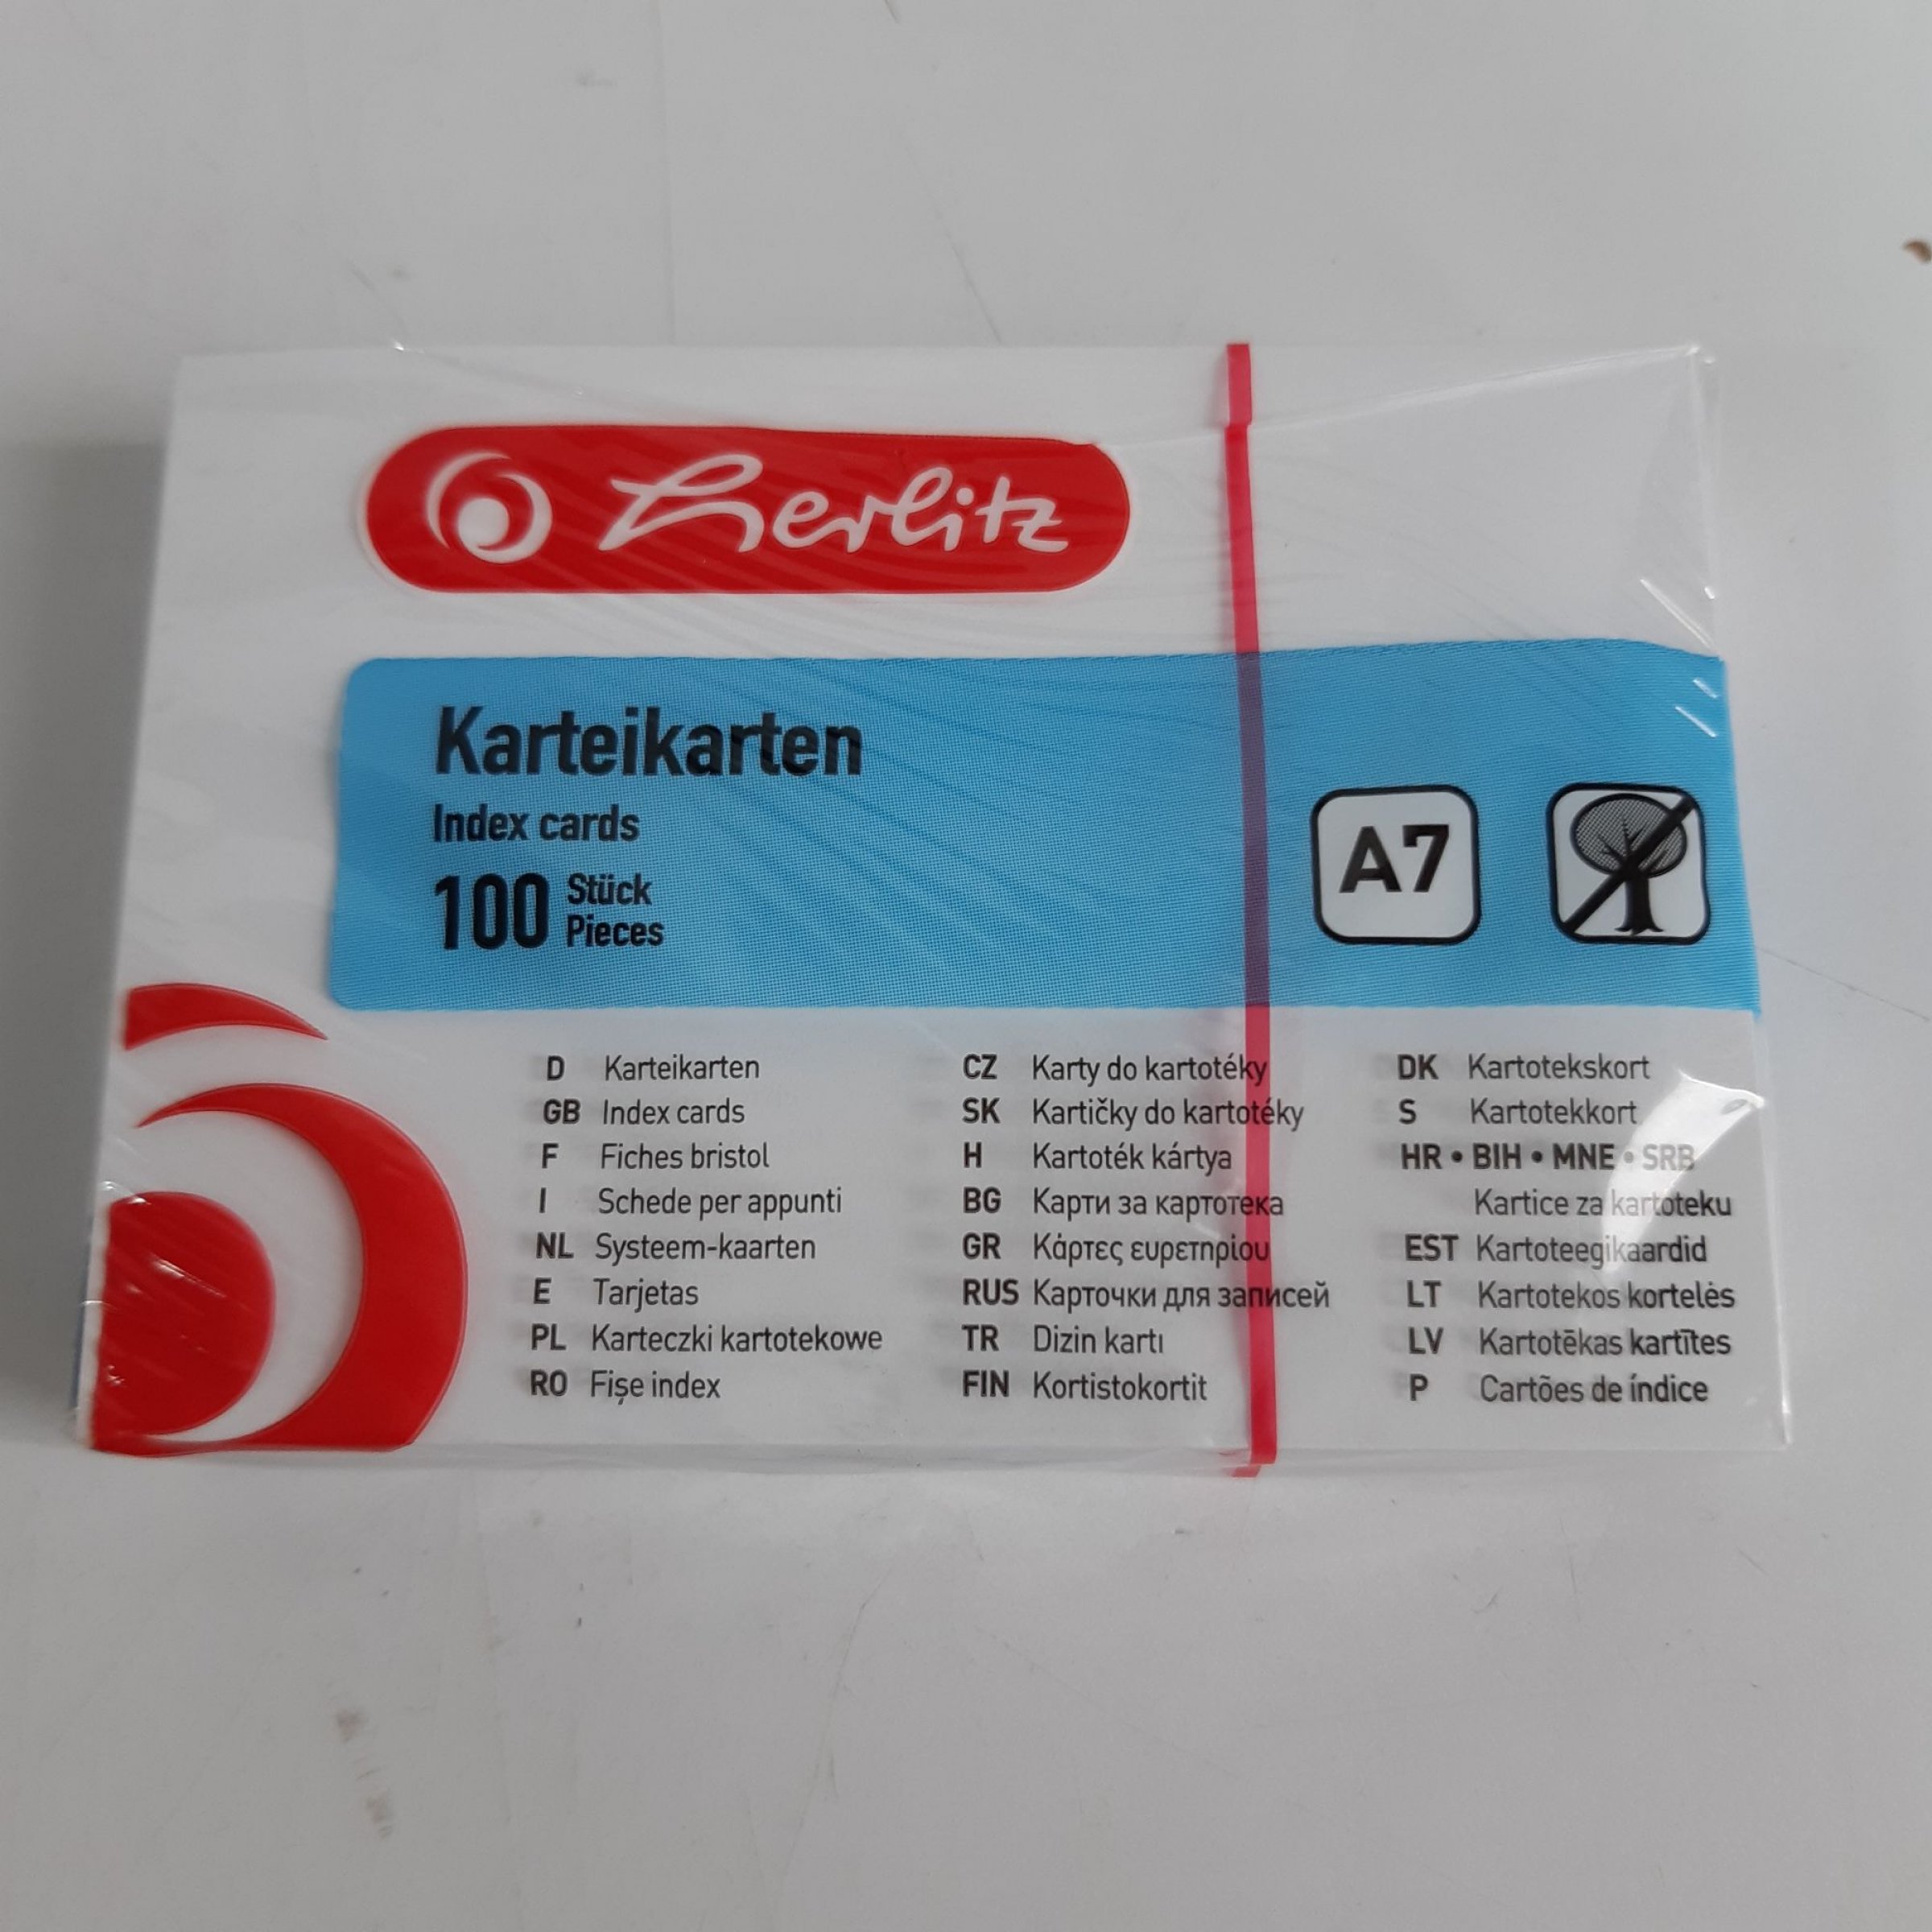 Herlitz
Karteikarten
Index cards
100 Stück
Pieces
A7
D Karteikarten
GB Index cards
F Fiches bristol
I Schede per appunti
NL Systeem-kaarten
E Tarjetas
PL Karteczki kartotekowe
RO Fișe index
CZ Karty do kartotéky
SK Kartičky do kartotéky
H Kartoték kártya
BG Карти за картотека
GR Κάρτες ευρετηρίου
RUS Карточки для записей
TR Dizin kartı
FIN Kortistokortit
DK Kartotekskort
S Kartotekkort
HR • BIH • MNE • SRB
Kartice za kartoteku
EST Kartoteegikaardid
LT Kartotekos kortelės
LV Kartotēkas kartītes
P Cartões de índice